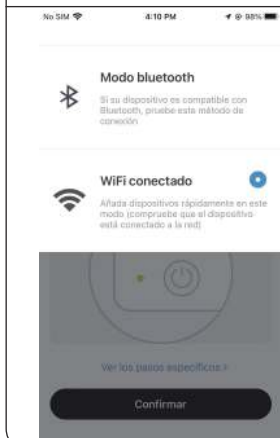 No SIM 4:10 PM 98%
Modo bluetooth
Si su dispositivo es compatible con
Bluetooth, pruebe este método de
conexión
WiFi conectado
Añada dispositivos rápidamente en este
modo (compruebe que el dispositivo
está conectado a la red)
Ver los pasos específicos >
Confirmar